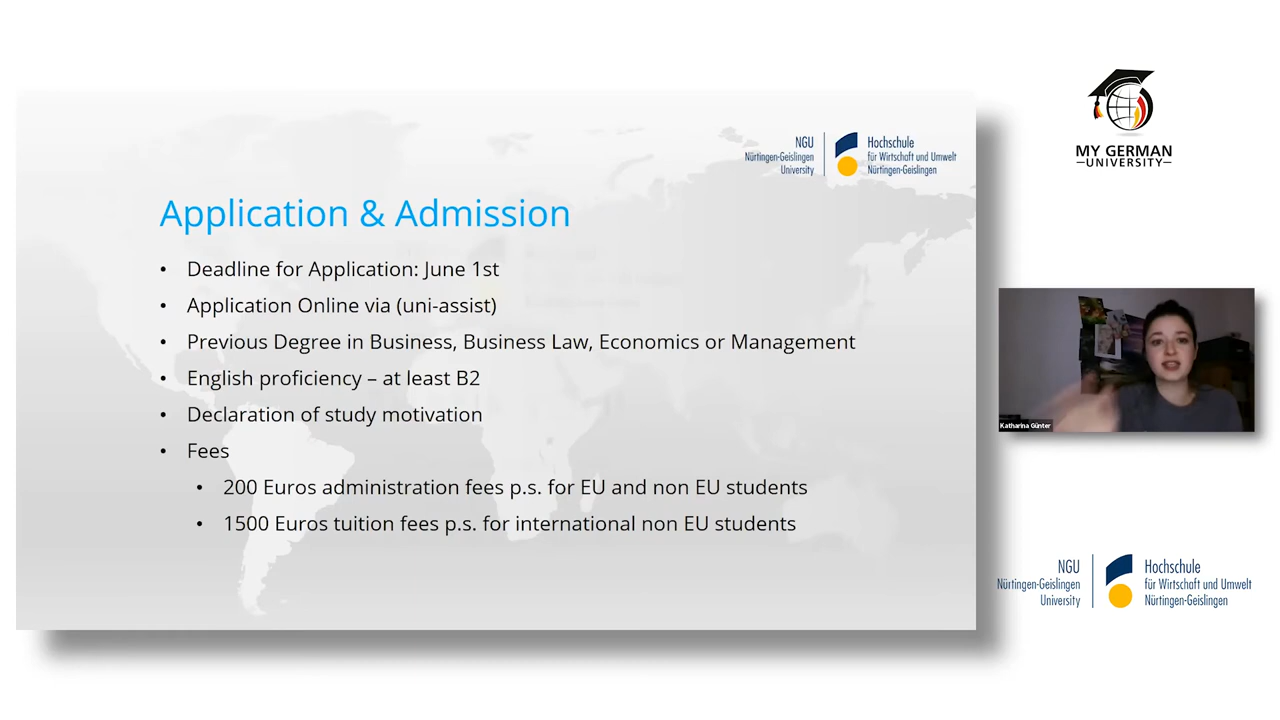 NGU
Nürtingen-Geislingen
University
Hochschule
für Wirtschaft und Umwelt
Nürtingen-Geislingen
MY GERMAN
UNIVERSITY
Application & Admission
• Deadline for Application: June 1st
• Application Online via (uni-assist)
• Previous Degree in Business, Business Law, Economics or Management
• English proficiency – at least B2
• Declaration of study motivation
• Fees
• 200 Euros administration fees p.s. for EU and non EU students
• 1500 Euros tuition fees p.s. for international non EU students
Katharina Günter
NGU
Nürtingen-Geislingen
University
Hochschule
für Wirtschaft und Umwelt
Nürtingen-Geislingen